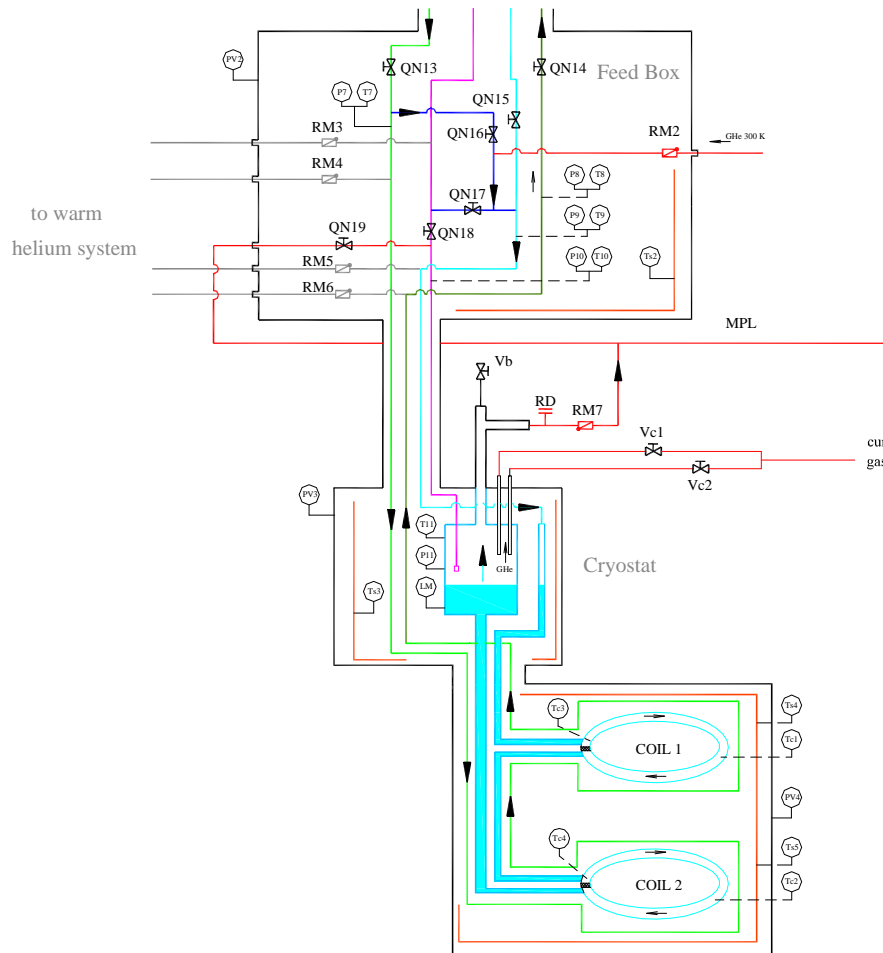 PV2
QN13
QN14
Feed Box
P7 T7
QN15
RM3
QN16
RM2
GHe 300 K
RM4
P8 T8
QN17
to warm
helium system
QN19
QN18
P9 T9
RM5
P10 T10
Ts2
RM6
MPL
Vb
RD
RM7
Vc1
cur
gas
Vc2
PV3
T11
P11
GHe
Cryostat
LM
Ts3
Tc3
Ts4
COIL 1
Tc1
PV4
Tc4
Ts5
COIL 2
Tc2